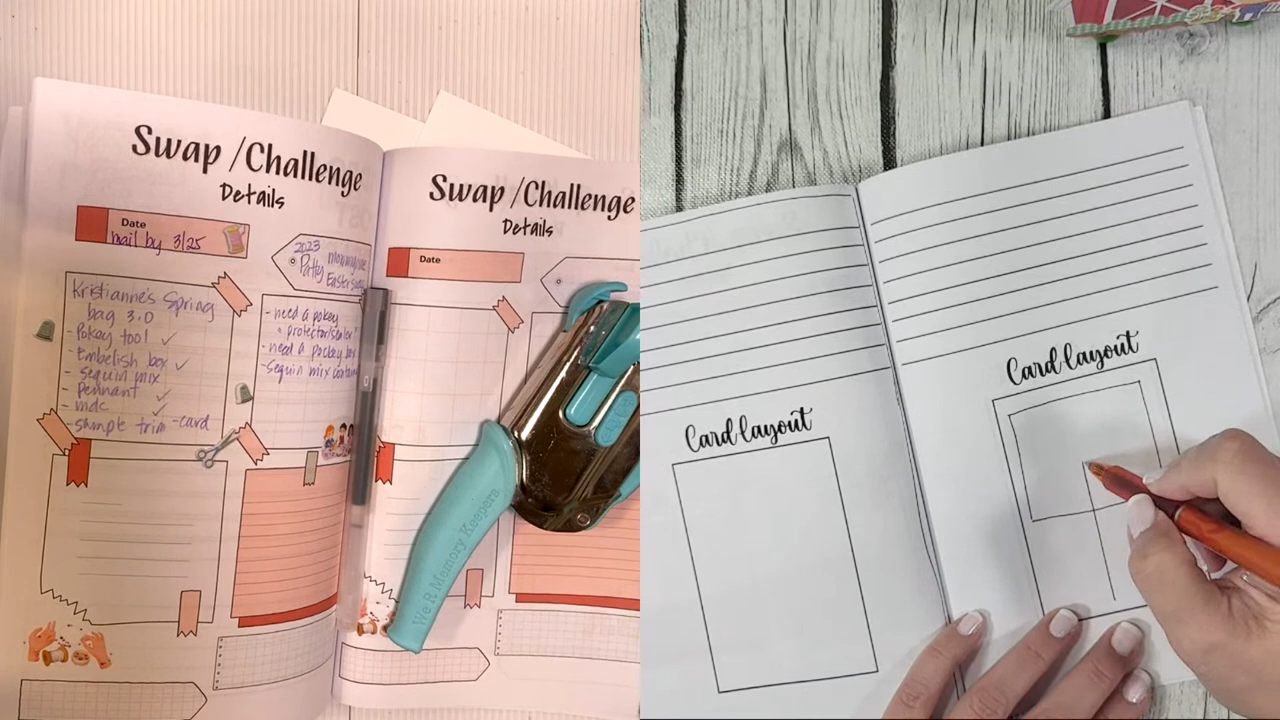 Swap /Challenge
Details
Date
mail by 3/25
2023
Patty
Kristianne's Spring
bag 3.0
- Pokey tool ✓
- Embelish box ✓
- sequin mix
- Pennant ✓
- mdc ✓
- sample trim -card
- need a pokey
protector/sealer
- need a pockey box
- sequin mix
Swap /Challenge
Details
Date
We R Memory Keepers
Card layout
Card layout